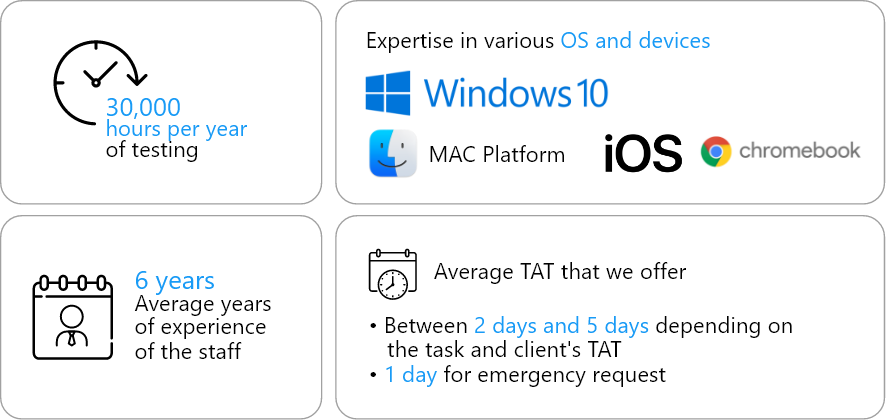 30,000
hours per year
of testing
Expertise in various OS and devices
Windows 10
MAC Platform
iOS
chromebook
6 years
Average years
of experience
of the staff
Average TAT that we offer
• Between 2 days and 5 days depending on
the task and client's TAT
• 1 day for emergency request